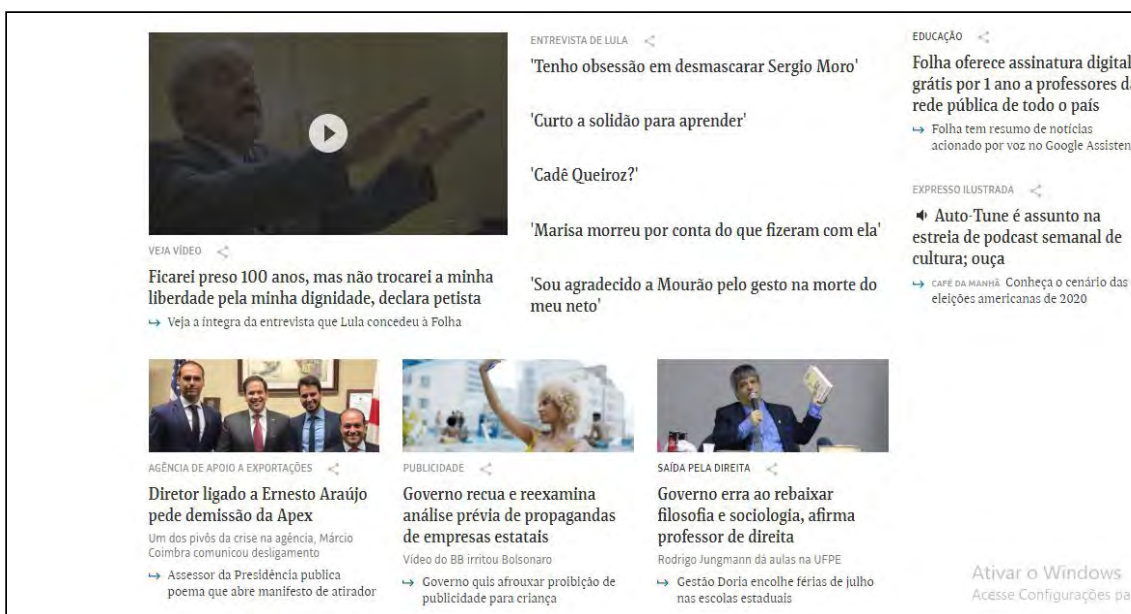 VEJA VÍDEO
Ficarei preso 100 anos, mas não trocarei a minha
liberdade pela minha dignidade, declara petista
Veja a íntegra da entrevista que Lula concedeu à Folha
ENTREVISTA DE LULA
'Tenho obsessão em desmascarar Sergio Moro'
'Curto a solidão para aprender'
'Cadê Queiroz?'
'Marisa morreu por conta do que fizeram com ela'
'Sou agradecido a Mourão pelo gesto na morte do
meu neto'
EDUCAÇÃO
Folha oferece assinatura digital
grátis por 1 ano a professores d
rede pública de todo o país
Folha tem resumo de notícias
acionado por voz no Google Assisten
EXPRESSO ILUSTRADA
Auto-Tune é assunto na
estreia de podcast semanal de
cultura; ouça
CAFÉ DA MANHÃ Conheça o cenário das
eleições americanas de 2020
AGÊNCIA DE APOIO A EXPORTAÇÕES
Diretor ligado a Ernesto Araújo
pede demissão da Apex
Um dos pivôs da crise na agência, Márcio
Coimbra comunicou desligamento
Assessor da Presidência publica
poema que abre manifesto de atirador
PUBLICIDADE
Governo recua e reexamina
análise prévia de propagandas
de empresas estatais
Vídeo do BB irritou Bolsonaro
Governo quis afrouxar proibição de
publicidade para criança
SAÍDA PELA DIREITA
Governo erra ao rebaixar
filosofia e sociologia, afirma
professor de direita
Rodrigo Jungmann dá aulas na UFPE
Gestão Doria encolhe férias de julho
nas escolas estaduais
Ativar o Windows
Acesse Configurações pa